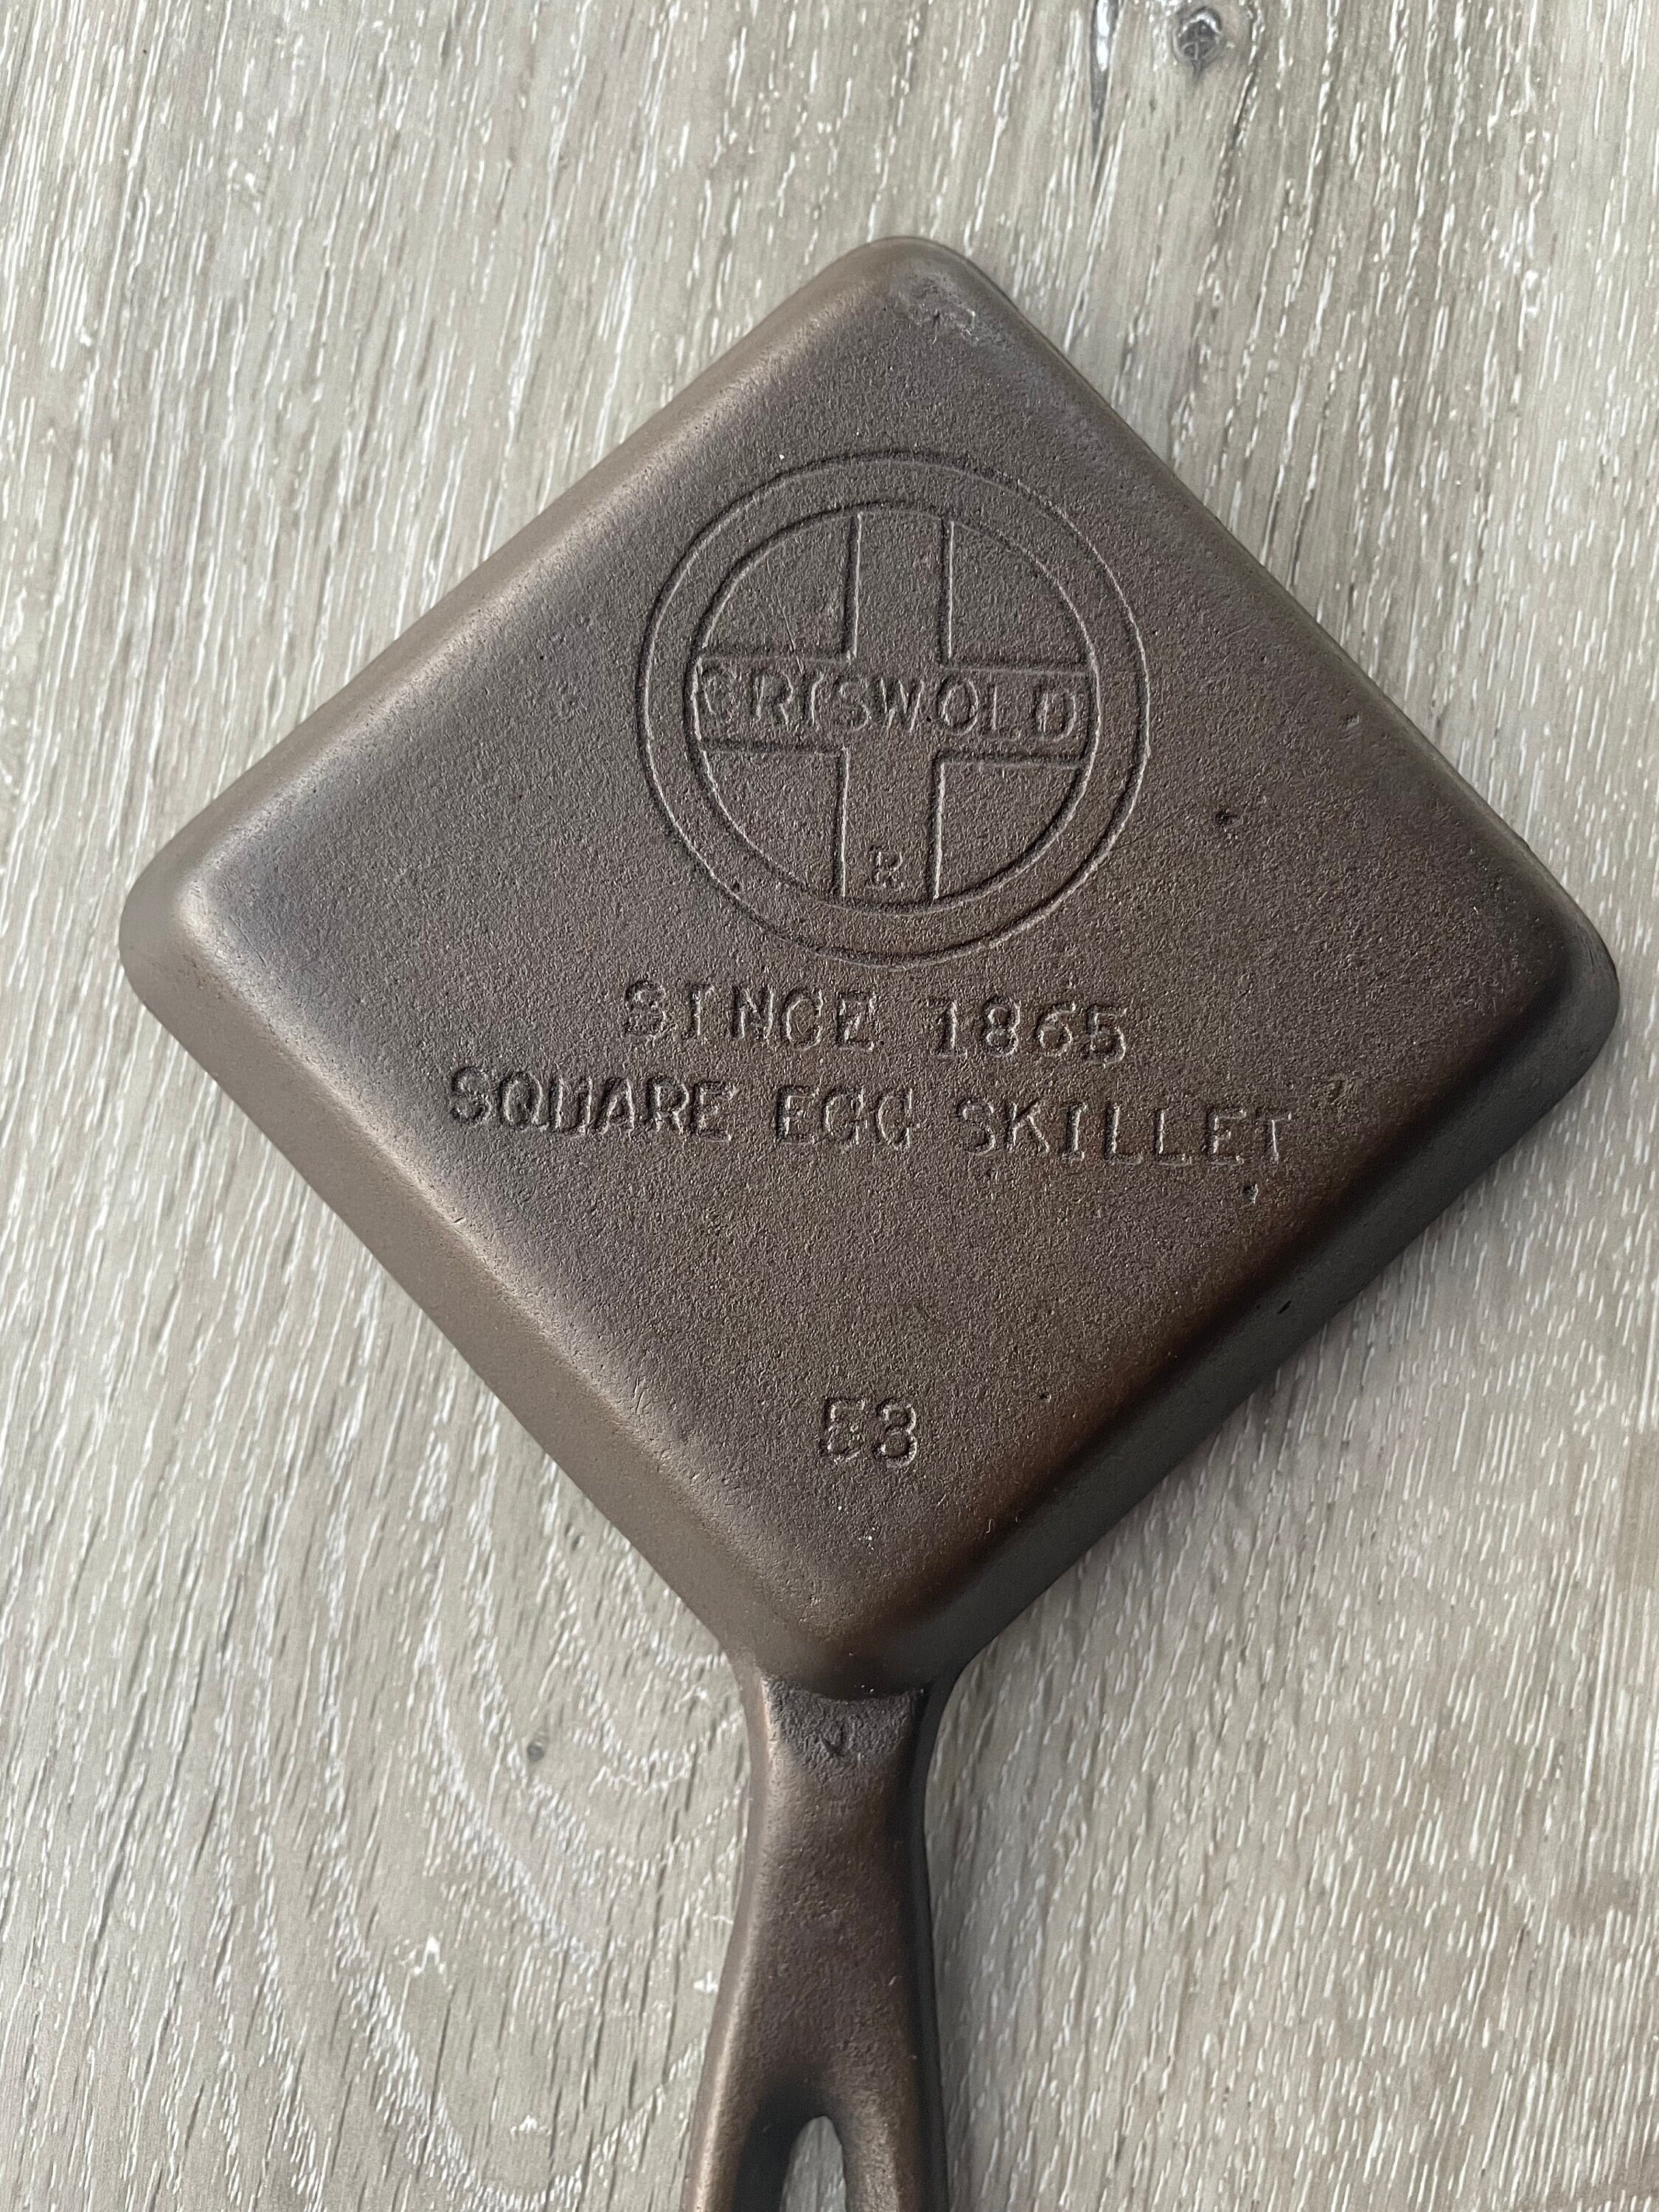 GRISWOLD
R
SINCE 1865
SQUARE EGG SKILLET
53